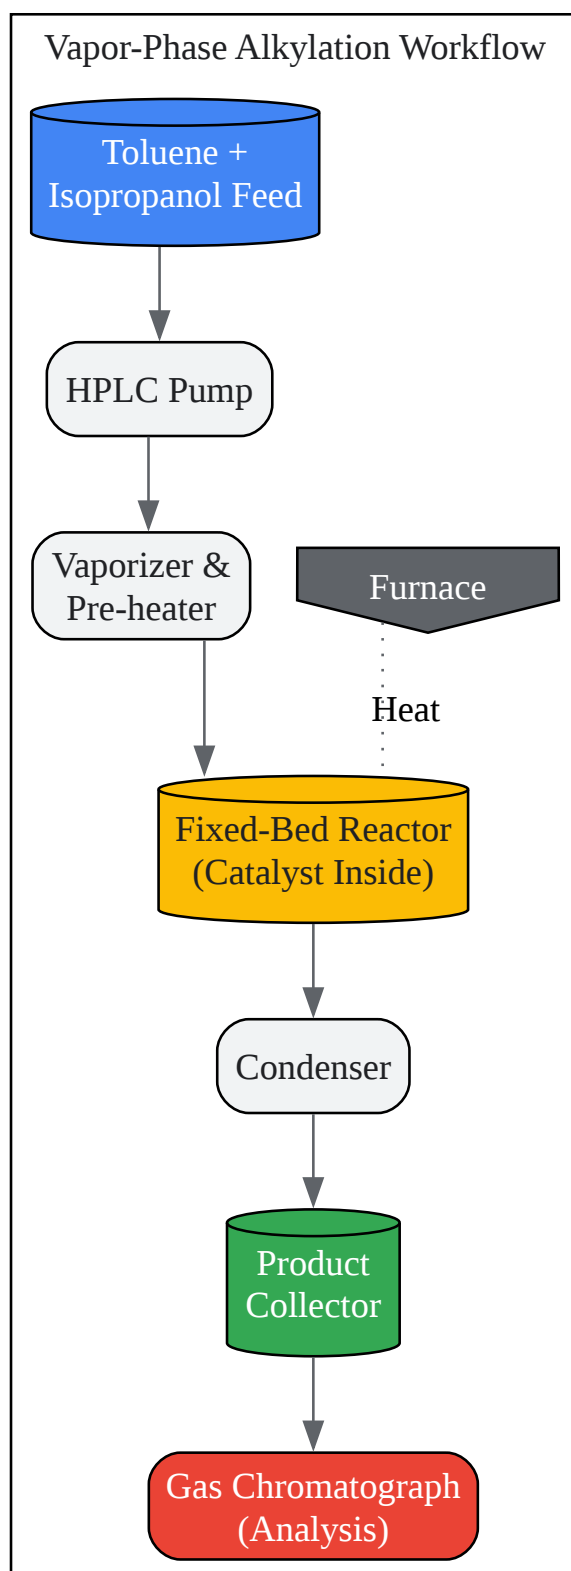 Vapor-Phase Alkylation Workflow
Toluene +
Isopropanol Feed
HPLC Pump
Vaporizer &
Pre-heater
Furnace
Heat
Fixed-Bed Reactor
(Catalyst Inside)
Condenser
Product
Collector
Gas Chromatograph
(Analysis)